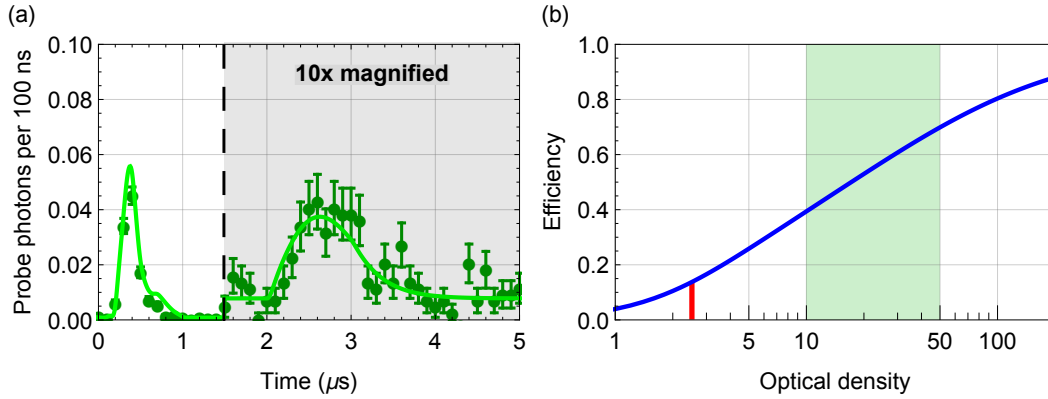 (a)
10x magnified
Probe photons per 100 ns
0.10
0.08
0.06
0.04
0.02
0.00
0 1 2 3 4 5
Time (μs)
(b)
Efficiency
1.0
0.8
0.6
0.4
0.2
0.0
1 5 10 50 100
Optical density